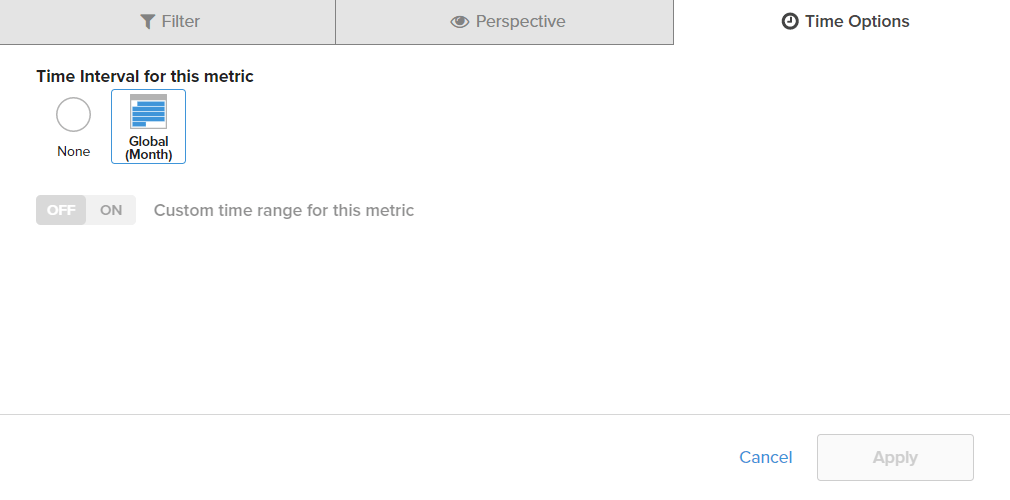 Filter
Perspective
Time Options
Time Interval for this metric
None
Global
(Month)
OFF
ON
Custom time range for this metric
Cancel
Apply